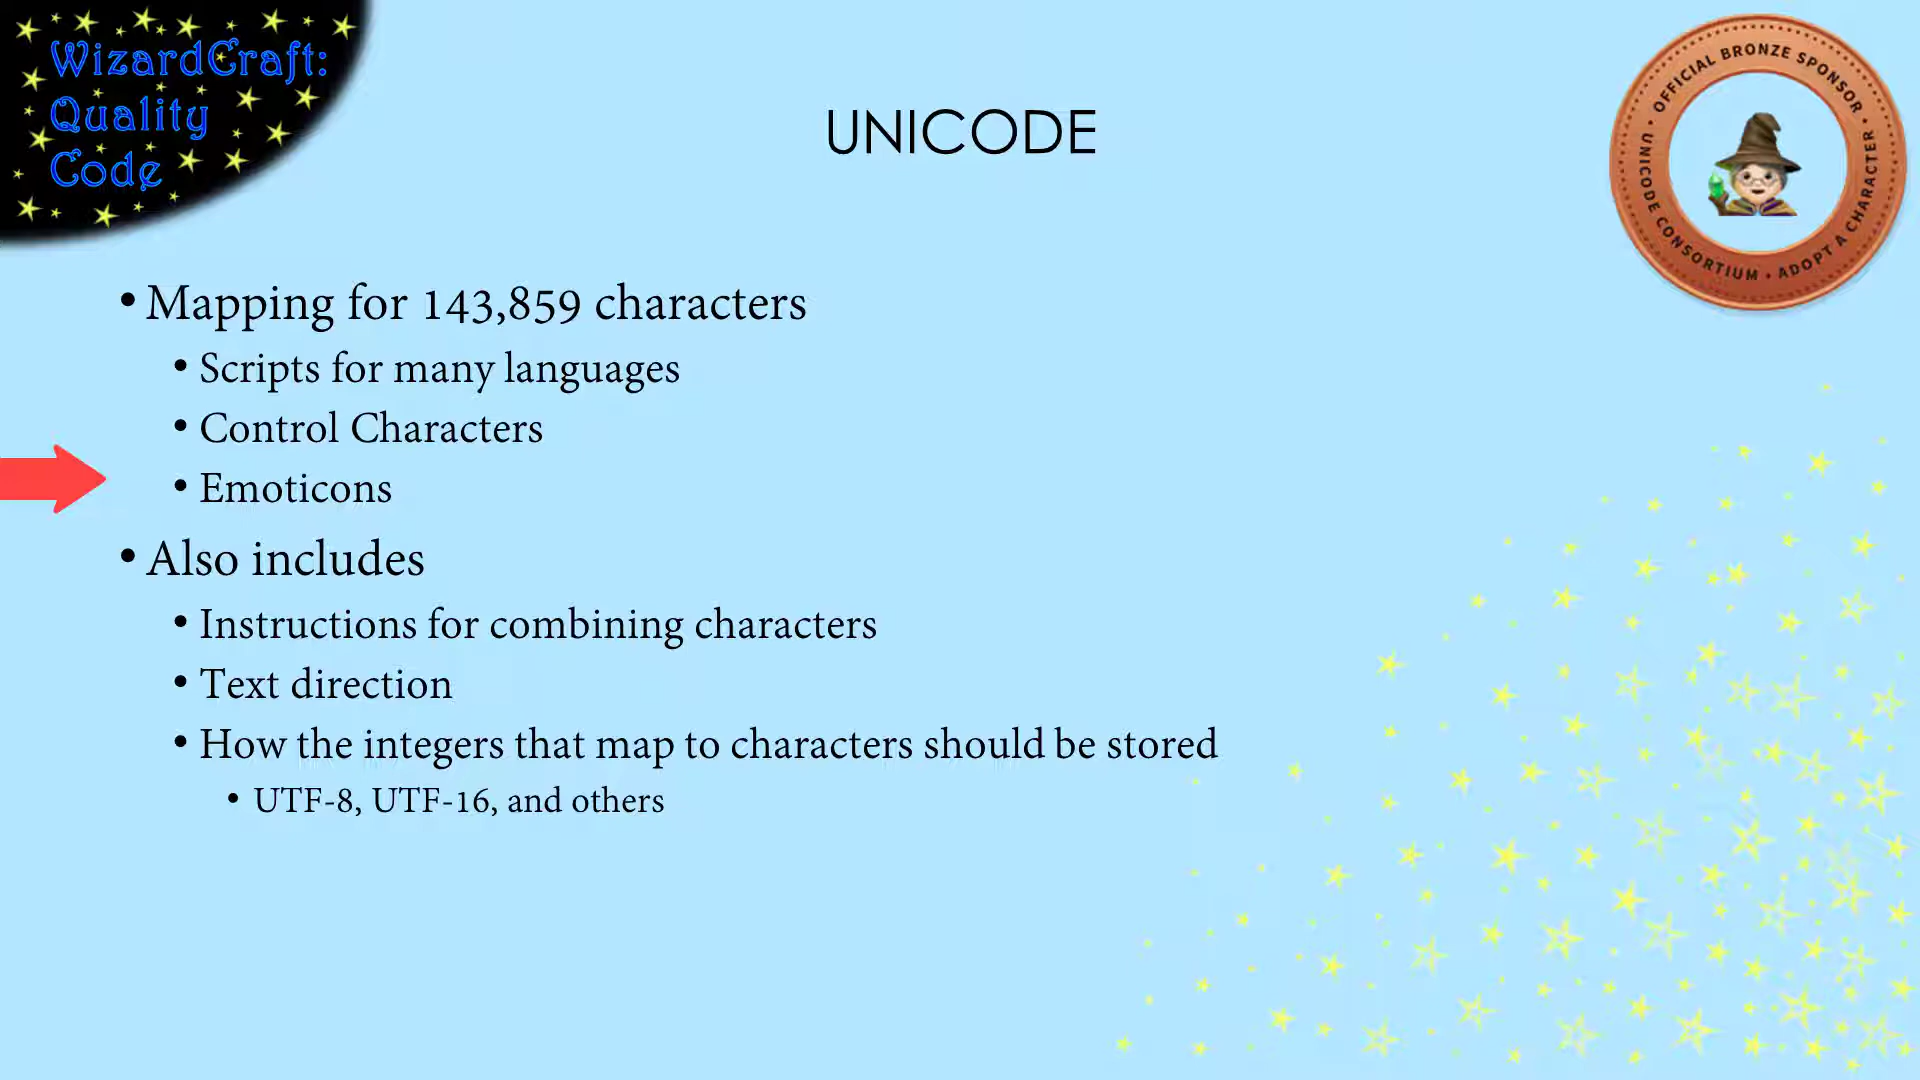 WizardCraft:
Quality
Code
UNICODE
OFFICIAL BRONZE SPONSOR
UNICODE CONSORTIUM • ADOPT A CHARACTER
• Mapping for 143,859 characters
• Scripts for many languages
• Control Characters
• Emoticons
• Also includes
• Instructions for combining characters
• Text direction
• How the integers that map to characters should be stored
• UTF-8, UTF-16, and others